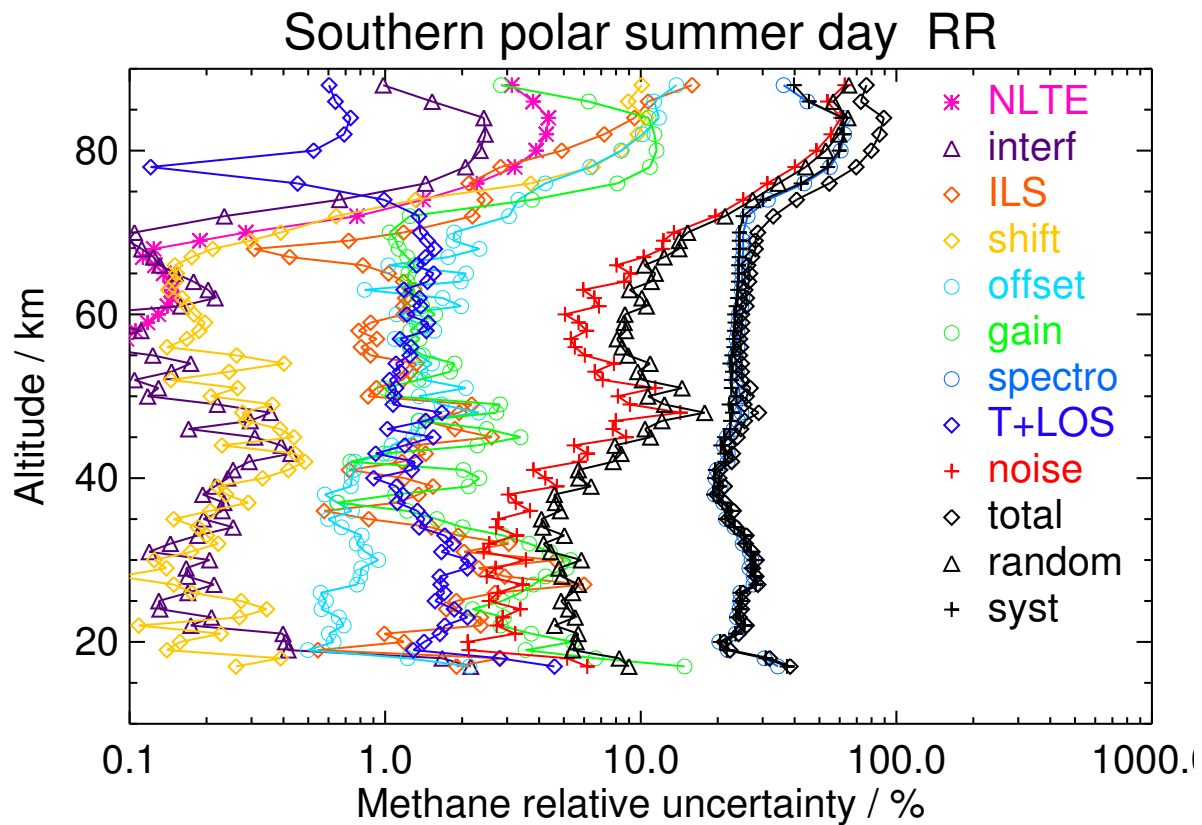 Southern polar summer day RR
NLTE
interf
ILS
shift
offset
gain
spectro
T+LOS
noise
total
random
syst
Altitude / km
80
60
40
20
0.1 1.0 10.0 100.0 1000.0
Methane relative uncertainty / %